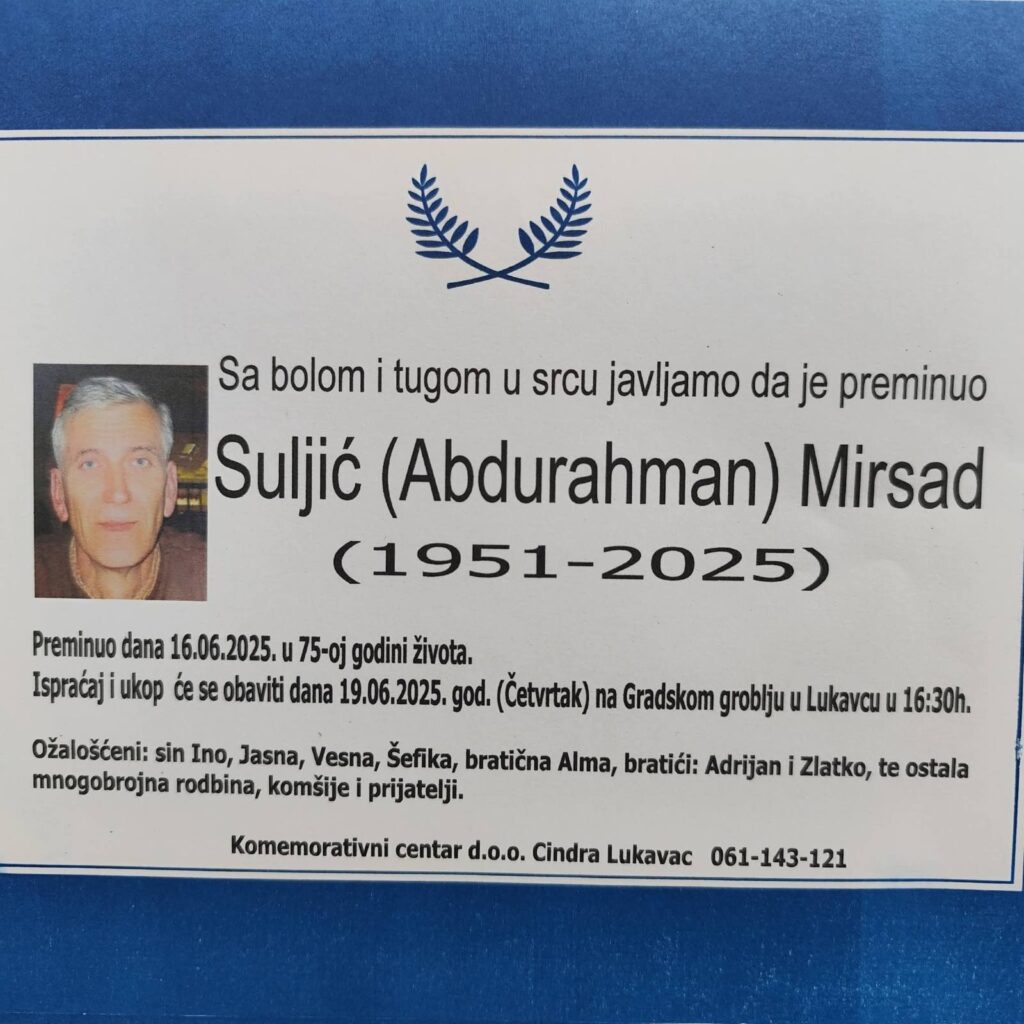 Sa bolom i tugom u srcu javljamo da je preminuo
Suljić (Abdurahman) Mirsad
(1951-2025)
Preminuo dana 16.06.2025. u 75-oj godini života.
Ispraćaj i ukop će se obaviti dana 19.06.2025. god. (Četvrtak) na Gradskom groblju u Lukavcu u 16:30h.
Ožalošćeni: sin Ino, Jasna, Vesna, Šefika, bratična Alma, bratići: Adrijan i Zlatko, te ostala
mnogobrojna rodbina, komšije i prijatelji.
Komemorativni centar d.o.o. Cindra Lukavac 061-143-121